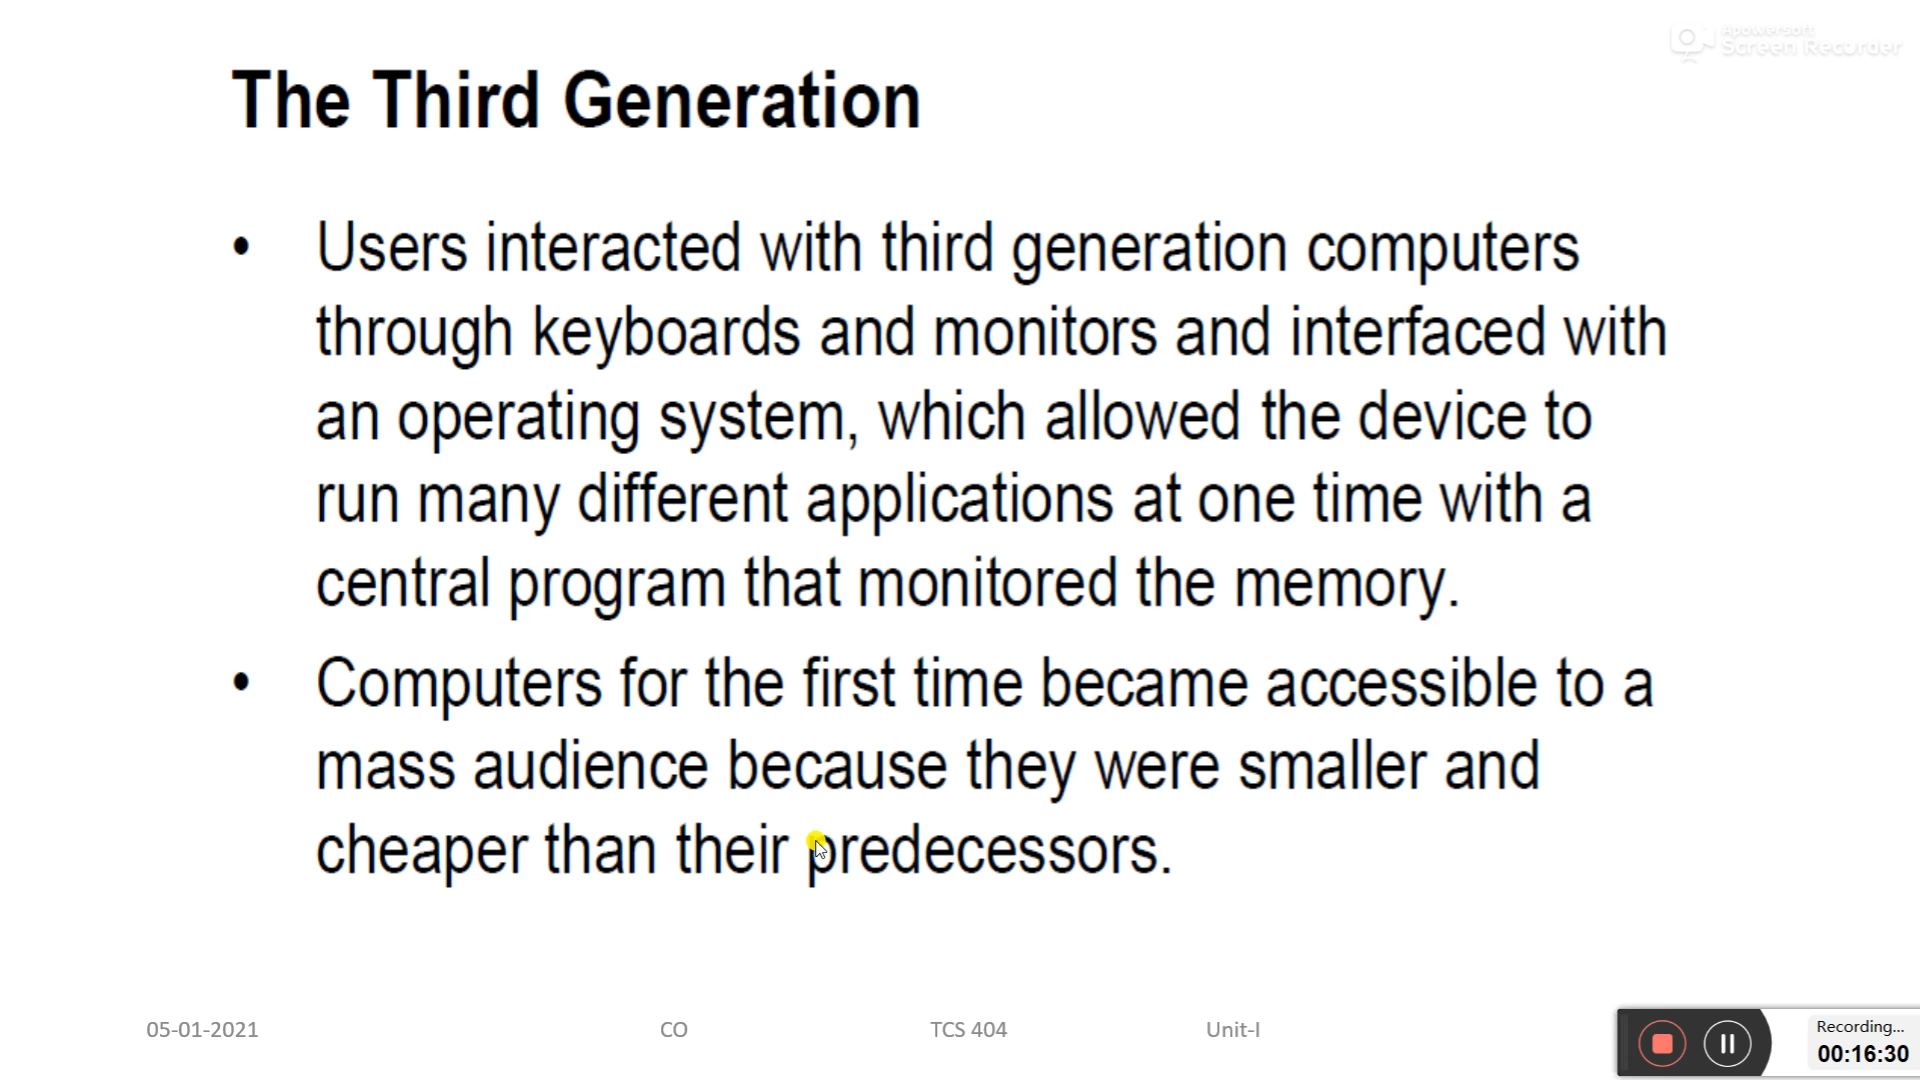 Apowersoft
Screen Recorder
The Third Generation
• Users interacted with third generation computers
through keyboards and monitors and interfaced with
an operating system, which allowed the device to
run many different applications at one time with a
central program that monitored the memory.
• Computers for the first time became accessible to a
mass audience because they were smaller and
cheaper than their predecessors.
05-01-2021 CO TCS 404 Unit-I
Recording...
00:16:30